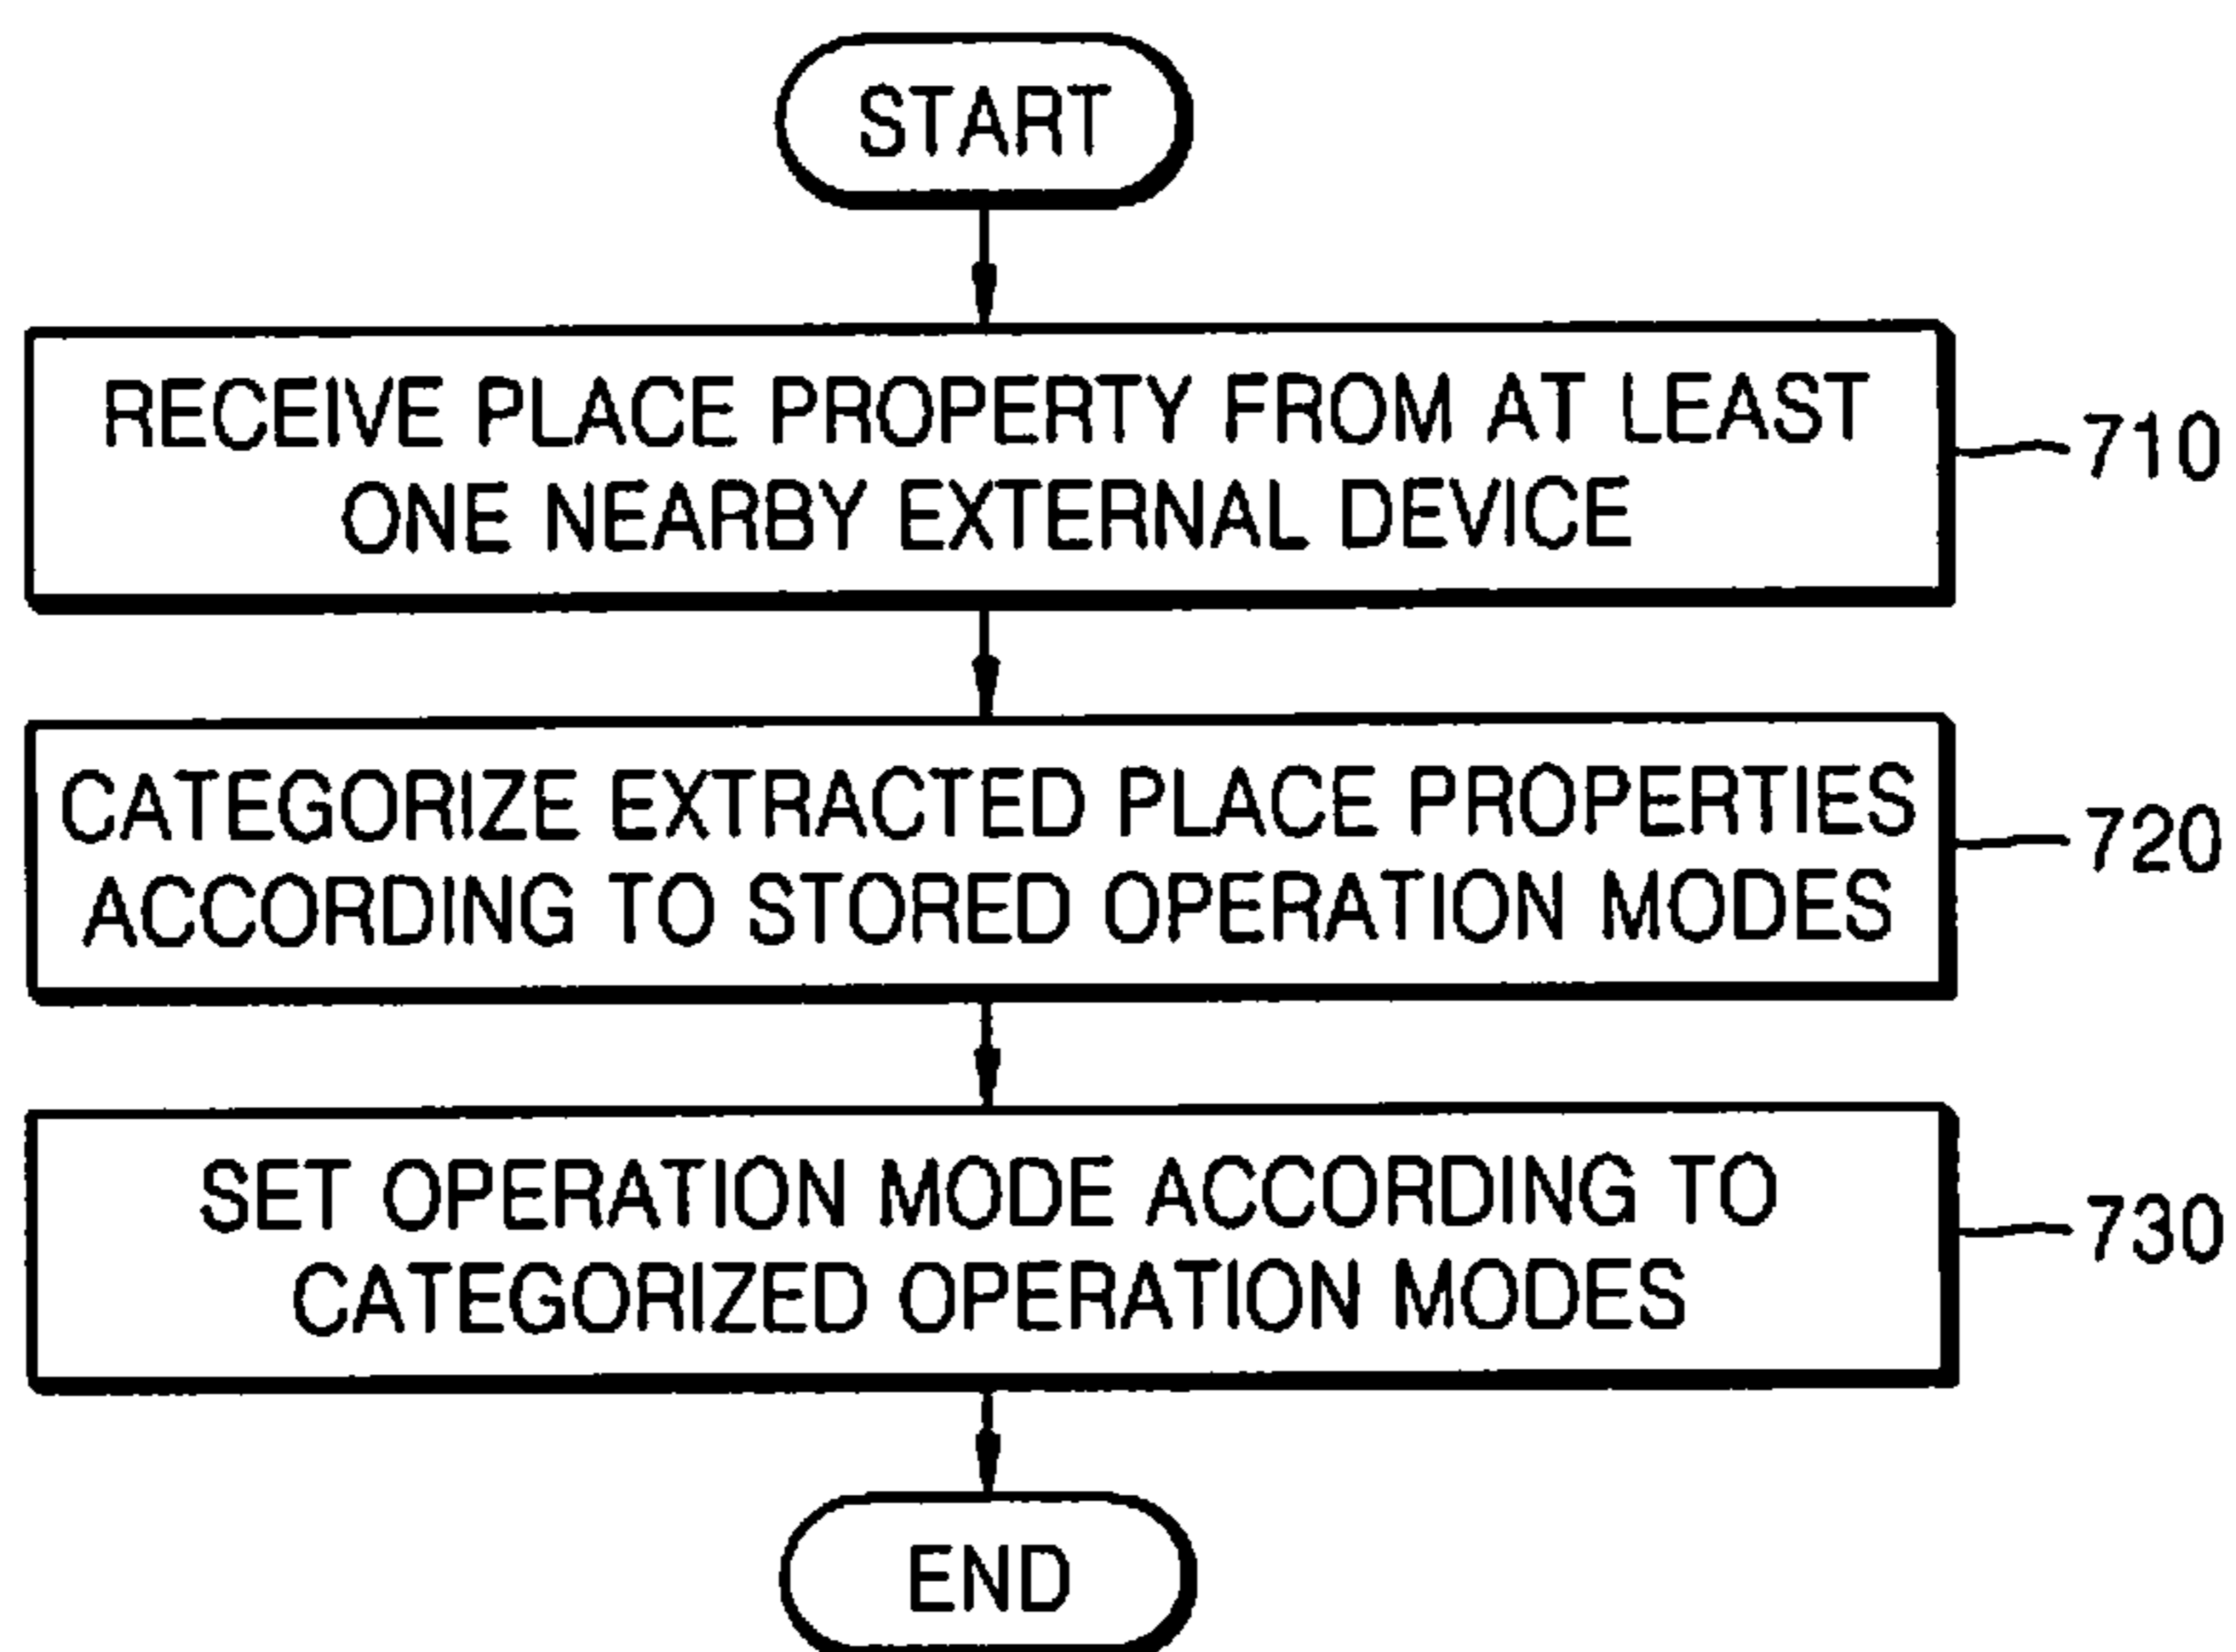 START
RECEIVE PLACE PROPERTY FROM AT LEAST
ONE NEARBY EXTERNAL DEVICE
710
CATEGORIZE EXTRACTED PLACE PROPERTIES
ACCORDING TO STORED OPERATION MODES
720
SET OPERATION MODE ACCORDING TO
CATEGORIZED OPERATION MODES
730
END